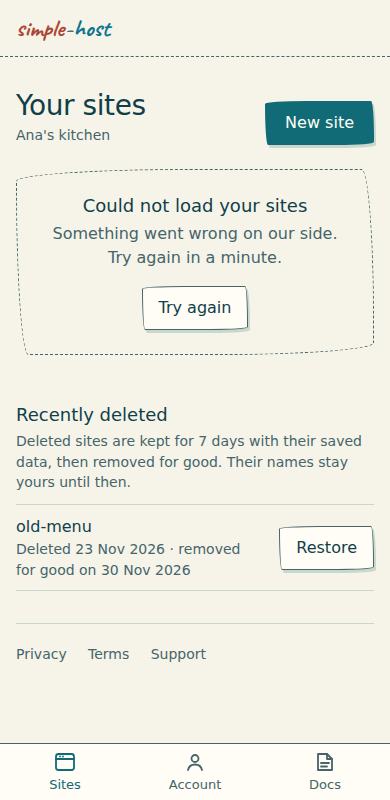 simple-host
Your sites
Ana's kitchen
New site
Could not load your sites
Something went wrong on our side.
Try again in a minute.
Try again
Recently deleted
Deleted sites are kept for 7 days with their saved
data, then removed for good. Their names stay
yours until then.
old-menu
Deleted 23 Nov 2026 · removed
for good on 30 Nov 2026
Restore
Privacy Terms Support
Sites Account Docs